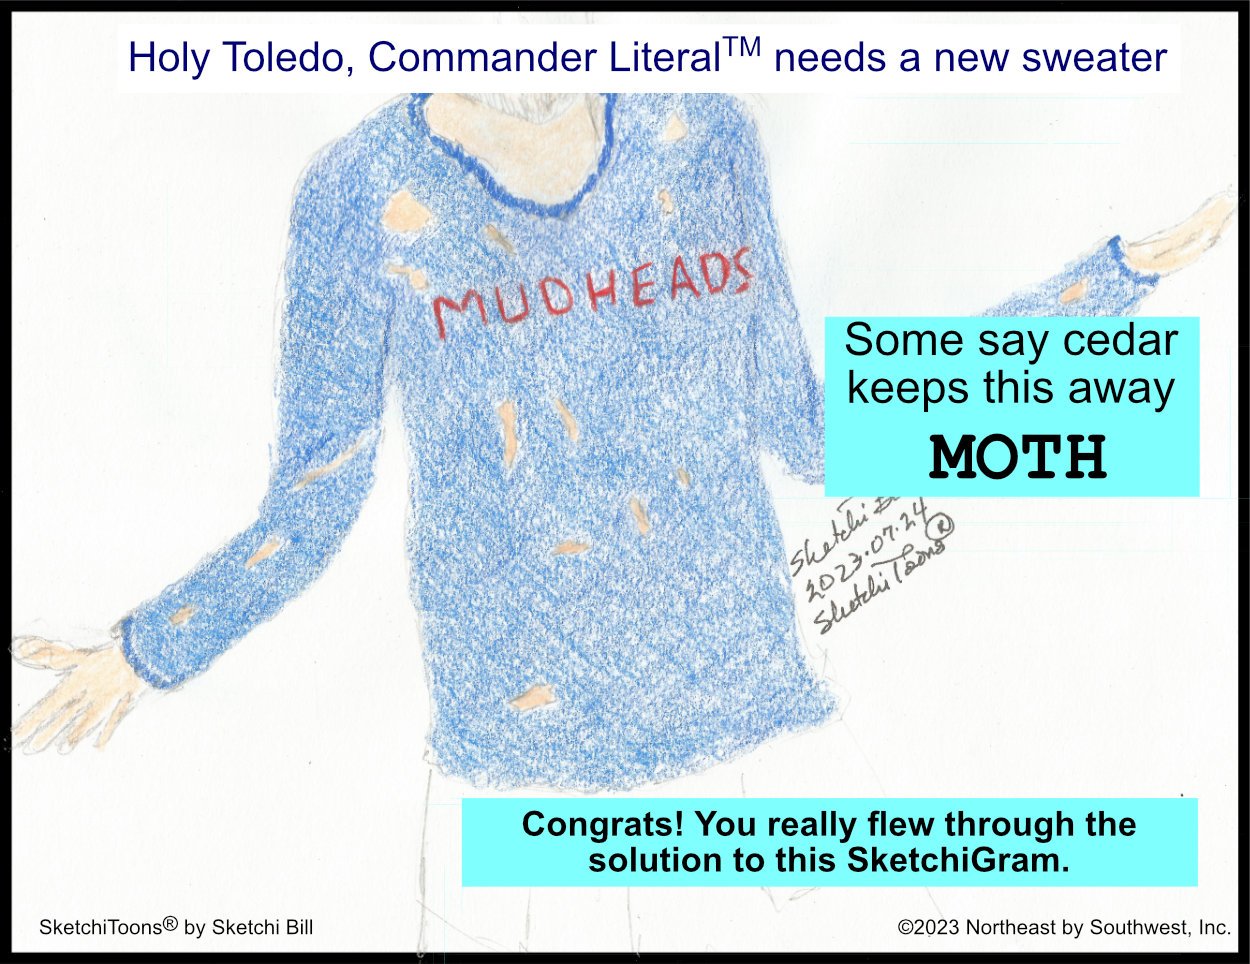 Holy Toledo, Commander Literal™ needs a new sweater
MUDHEADS
Some say cedar
keeps this away
MOTH
Sketchi
2023.07.24
SketchiToons ®
Congrats! You really flew through the
solution to this SketchiGram.
SketchiToons® by Sketchi Bill
©2023 Northeast by Southwest, Inc.